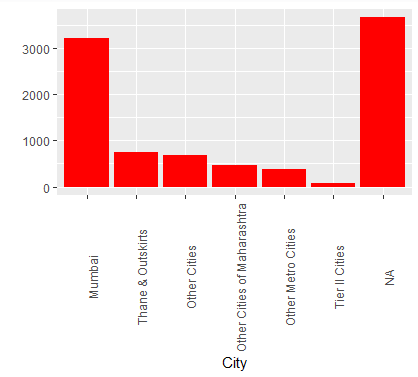 3000
2000
1000
0
Mumbai
Thane & Outskirts
Other Cities
Other Cities of Maharashtra
Other Metro Cities
Tier II Cities
NA
City